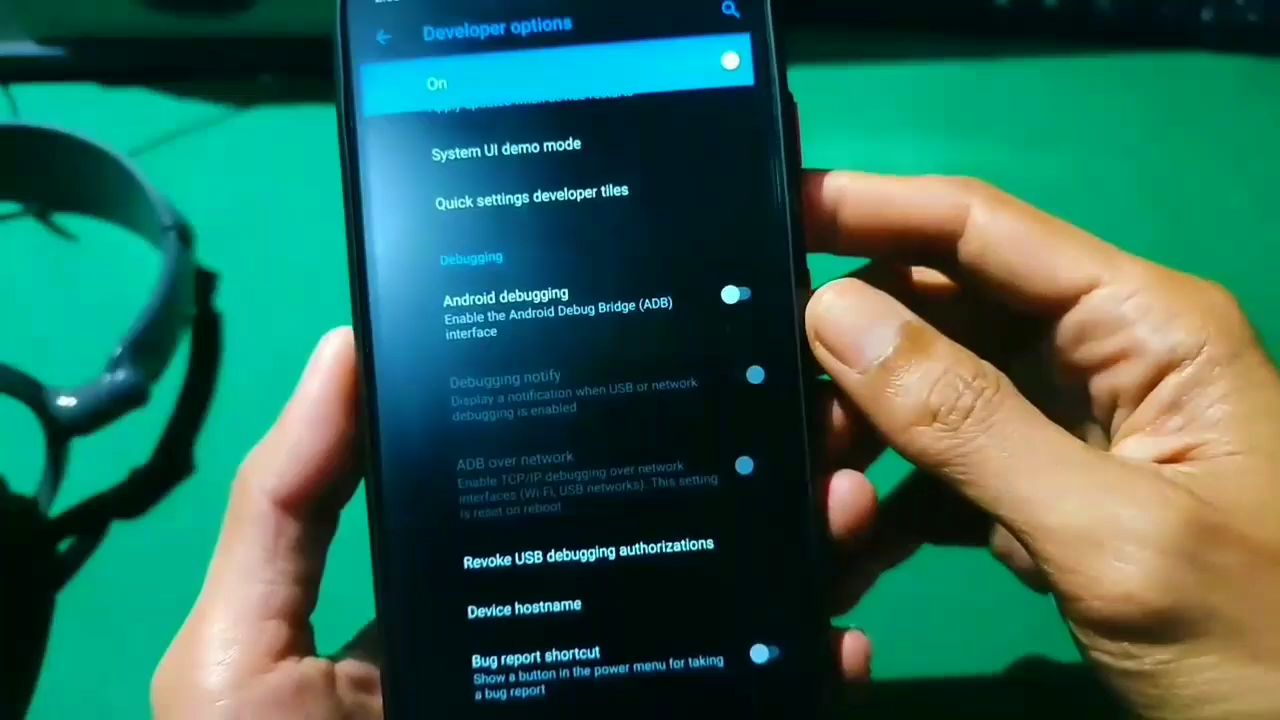 Developer options
On
System UI demo mode
Quick settings developer tiles
Debugging
Android debugging
Enable the Android Debug Bridge (ADB)
interface
Debugging notify
Display a notification when USB or network
debugging is enabled
ADB over network
Enable TCP/IP debugging over network
interfaces (Wi-Fi, USB networks). This setting
is reset on reboot
Revoke USB debugging authorizations
Device hostname
Bug report shortcut
Show a button in the power menu for taking
a bug report